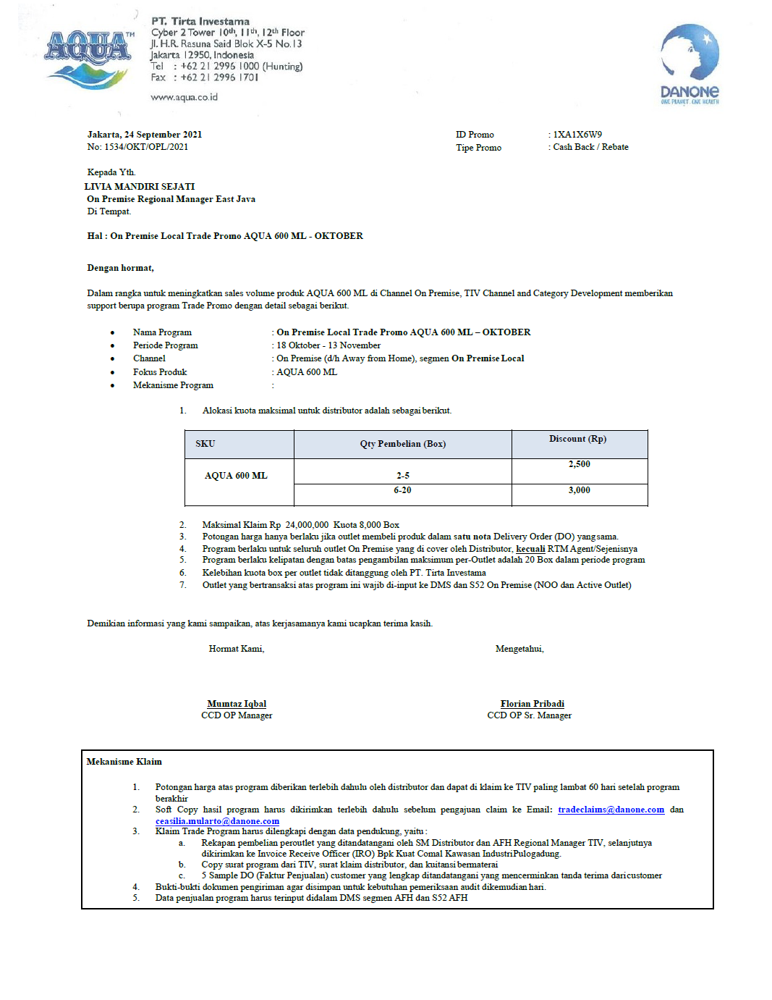 AQUA™
PT. Tirta Investama
Cyber 2 Tower 10th, 11th, 12th Floor
Jl. H.R. Rasuna Said Blok X-5 No.13
Jakarta 12950, Indonesia
Tel : +62 21 2996 1000 (Hunting)
Fax : +62 21 2996 1701
www.aqua.co.id
DANONE
ONE PLANET. ONE HEALTH
Jakarta, 24 September 2021
No: 1534/OKT/OPL/2021
ID Promo : 1XA1X6W9
Tipe Promo : Cash Back / Rebate
Kepada Yth.
LIVIA MANDIRI SEJATI
On Premise Regional Manager East Java
Di Tempat.
Hal : On Premise Local Trade Promo AQUA 600 ML - OKTOBER
Dengan hormat,
Dalam rangka untuk meningkatkan sales volume produk AQUA 600 ML di Channel On Premise, TIV Channel and Category Development memberikan
support berupa program Trade Promo dengan detail sebagai berikut.
• Nama Program : On Premise Local Trade Promo AQUA 600 ML – OKTOBER
• Periode Program : 18 Oktober - 13 November
• Channel : On Premise (d/h Away from Home), segmen On Premise Local
• Fokus Produk : AQUA 600 ML
• Mekanisme Program :
1. Alokasi kuota maksimal untuk distributor adalah sebagai berikut.
SKU Qty Pembelian (Box) Discount (Rp)
AQUA 600 ML 2-5 2,500
6-20 3,000
2. Maksimal Klaim Rp 24,000,000 Kuota 8,000 Box
3. Potongan harga hanya berlaku jika outlet membeli produk dalam satu nota Delivery Order (DO) yang sama.
4. Program berlaku untuk seluruh outlet On Premise yang di cover oleh Distributor, kecuali RTM Agent/Sejenisnya
5. Program berlaku kelipatan dengan batas pengambilan maksimum per-Outlet adalah 20 Box dalam periode program
6. Kelebihan kuota box per outlet tidak ditanggung oleh PT. Tirta Investama
7. Outlet yang bertransaksi atas program ini wajib di-input ke DMS dan S52 On Premise (NOO dan Active Outlet)
Demikian informasi yang kami sampaikan, atas kerjasamanya kami ucapkan terima kasih.
Hormat Kami, Mengetahui,
Mumtaz Iqbal Florian Pribadi
CCD OP Manager CCD OP Sr. Manager
Mekanisme Klaim
1. Potongan harga atas program diberikan terlebih dahulu oleh distributor dan dapat di klaim ke TIV paling lambat 60 hari setelah program
berakhir
2. Soft Copy hasil program harus dikirimkan terlebih dahulu sebelum pengajuan claim ke Email: tradeclaims@danone.com dan
ceasilia.mularto@danone.com
3. Klaim Trade Program harus dilengkapi dengan data pendukung, yaitu :
a. Rekapan pembelian peroutlet yang ditandatangani oleh SM Distributor dan AFH Regional Manager TIV, selanjutnya
dikirimkan ke Invoice Receive Officer (IRO) Bpk Kuat Comal Kawasan IndustriPulogadung.
b. Copy surat program dari TIV, surat klaim distributor, dan kuitansi bermaterai
c. 5 Sample DO (Faktur Penjualan) customer yang lengkap ditandatangani yang mencerminkan tanda terima dari customer
4. Bukti-bukti dokumen pengiriman agar disimpan untuk kebutuhan pemeriksaan audit dikemudian hari.
5. Data penjualan program harus terinput didalam DMS segmen AFH dan S52 AFH